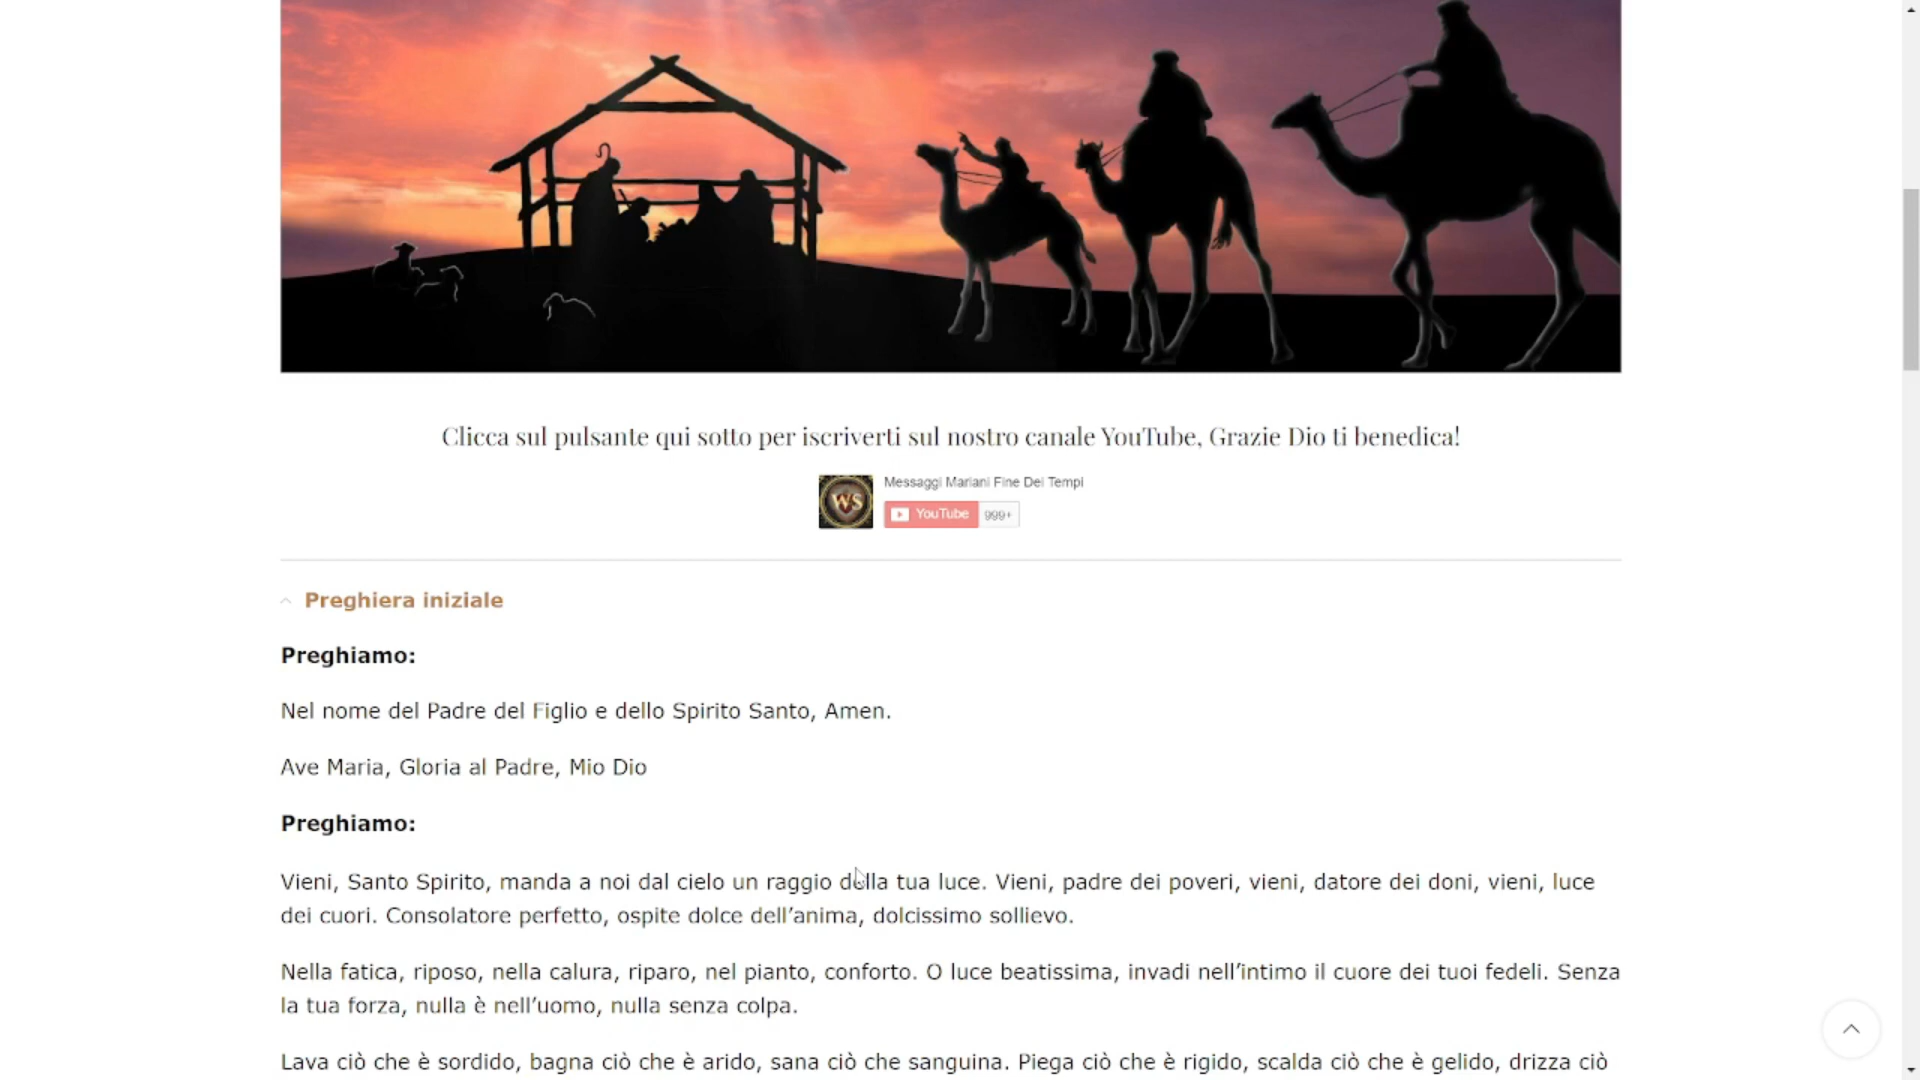 Clicca sul pulsante qui sotto per iscriverti sul nostro canale YouTube, Grazie Dio ti benedica!
WS
Messaggi Mariani Fine Dei Tempi
YouTube 999+
Preghiera iniziale
Preghiamo:
Nel nome del Padre del Figlio e dello Spirito Santo, Amen.
Ave Maria, Gloria al Padre, Mio Dio
Preghiamo:
Vieni, Santo Spirito, manda a noi dal cielo un raggio della tua luce. Vieni, padre dei poveri, vieni, datore dei doni, vieni, luce
dei cuori. Consolatore perfetto, ospite dolce dell’anima, dolcissimo sollievo.
Nella fatica, riposo, nella calura, riparo, nel pianto, conforto. O luce beatissima, invadi nell’intimo il cuore dei tuoi fedeli. Senza
la tua forza, nulla è nell’uomo, nulla senza colpa.
Lava ciò che è sordido, bagna ciò che è arido, sana ciò che sanguina. Piega ciò che è rigido, scalda ciò che è gelido, drizza ciò